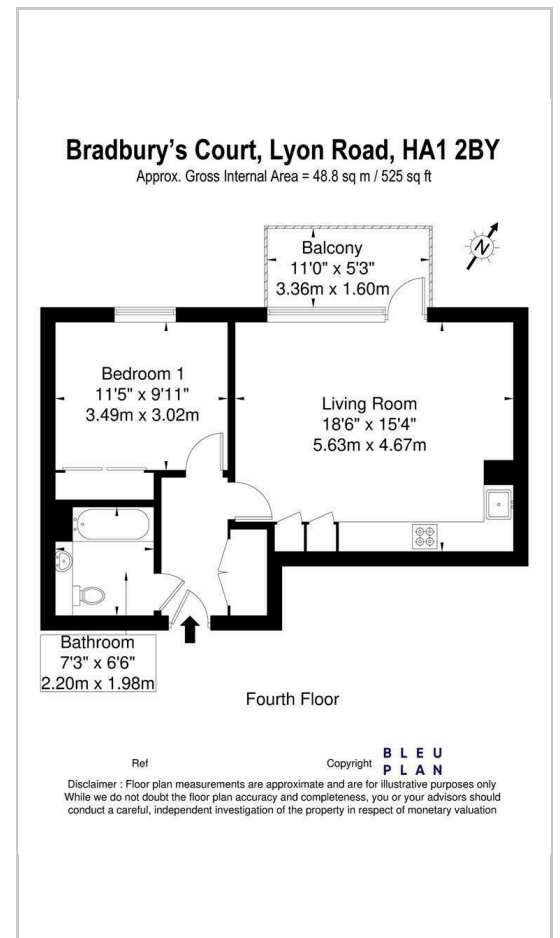 Bradbury's Court, Lyon Road, HA1 2BY
Approx. Gross Internal Area = 48.8 sq m / 525 sq ft
Balcony
11'0" x 5'3"
3.36m x 1.60m
N
Bedroom 1
11'5" x 9'11"
3.49m x 3.02m
Living Room
18'6" x 15'4"
5.63m x 4.67m
Bathroom
7'3" x 6'6"
2.20m x 1.98m
Fourth Floor
Ref
Copyright
BLEU
PLAN
Disclaimer : Floor plan measurements are approximate and are for illustrative purposes only
While we do not doubt the floor plan accuracy and completeness, you or your advisors should
conduct a careful, independent investigation of the property in respect of monetary valuation